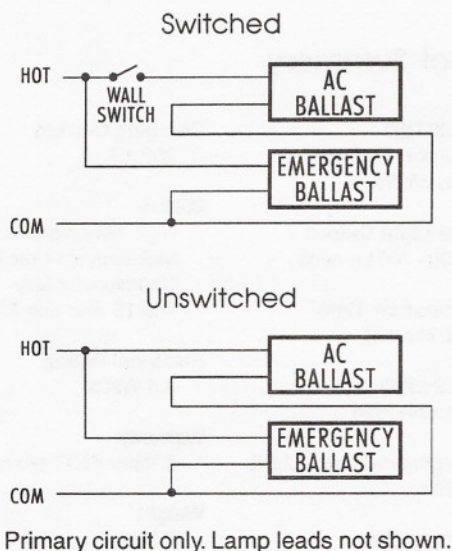 Switched
HOT
WALL
SWITCH
AC
BALLAST
EMERGENCY
BALLAST
COM
Unswitched
HOT
AC
BALLAST
EMERGENCY
BALLAST
COM
Primary circuit only. Lamp leads not shown.